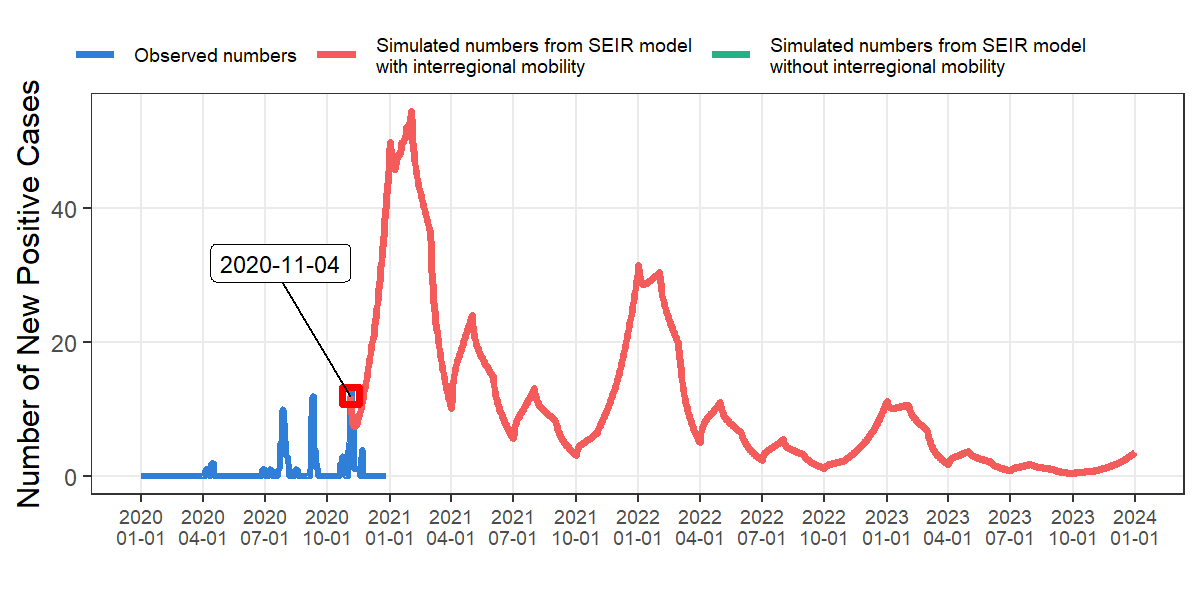 Observed numbers
Simulated numbers from SEIR model
with interregional mobility
Simulated numbers from SEIR model
without interregional mobility
Number of New Positive Cases
40
20
0
2020-11-04
2020 2020 2020 2020 2021 2021 2021 2021 2022 2022 2022 2022 2023 2023 2023 2023 2024
01-01 04-01 07-01 10-01 01-01 04-01 07-01 10-01 01-01 04-01 07-01 10-01 01-01 04-01 07-01 10-01 01-01